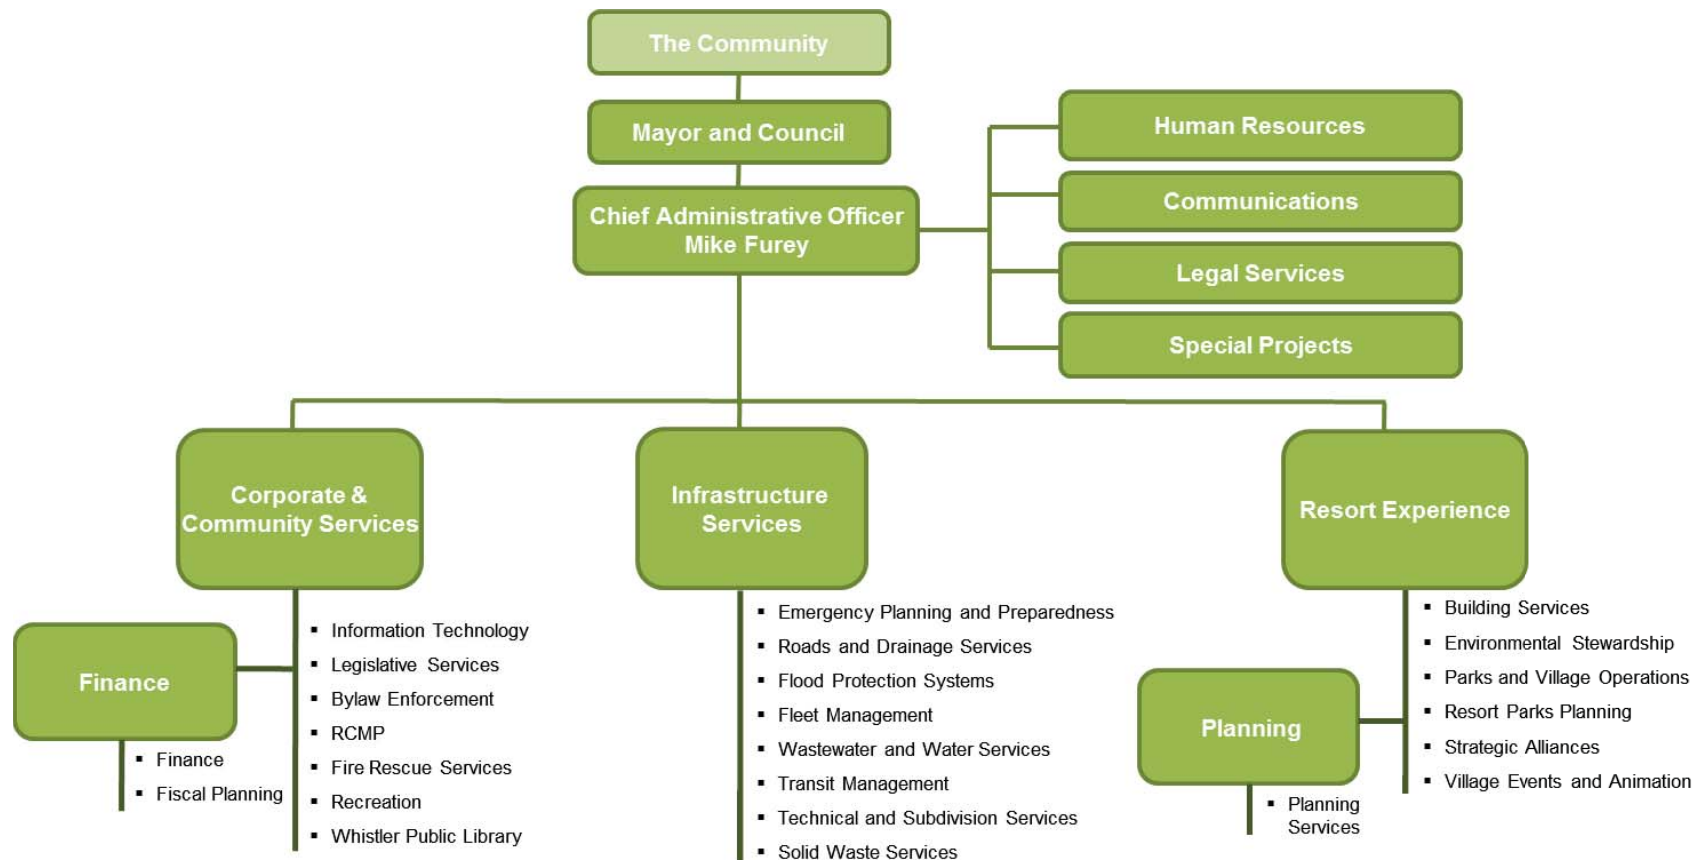 The Community
Mayor and Council
Chief Administrative Officer
Mike Furey
Human Resources
Communications
Legal Services
Special Projects
Corporate &
Community Services
Finance
▪ Finance
▪ Fiscal Planning
▪ Information Technology
▪ Legislative Services
▪ Bylaw Enforcement
▪ RCMP
▪ Fire Rescue Services
▪ Recreation
▪ Whistler Public Library
Infrastructure
Services
▪ Emergency Planning and Preparedness
▪ Roads and Drainage Services
▪ Flood Protection Systems
▪ Fleet Management
▪ Wastewater and Water Services
▪ Transit Management
▪ Technical and Subdivision Services
▪ Solid Waste Services
Resort Experience
Planning
▪ Planning
Services
▪ Building Services
▪ Environmental Stewardship
▪ Parks and Village Operations
▪ Resort Parks Planning
▪ Strategic Alliances
▪ Village Events and Animation